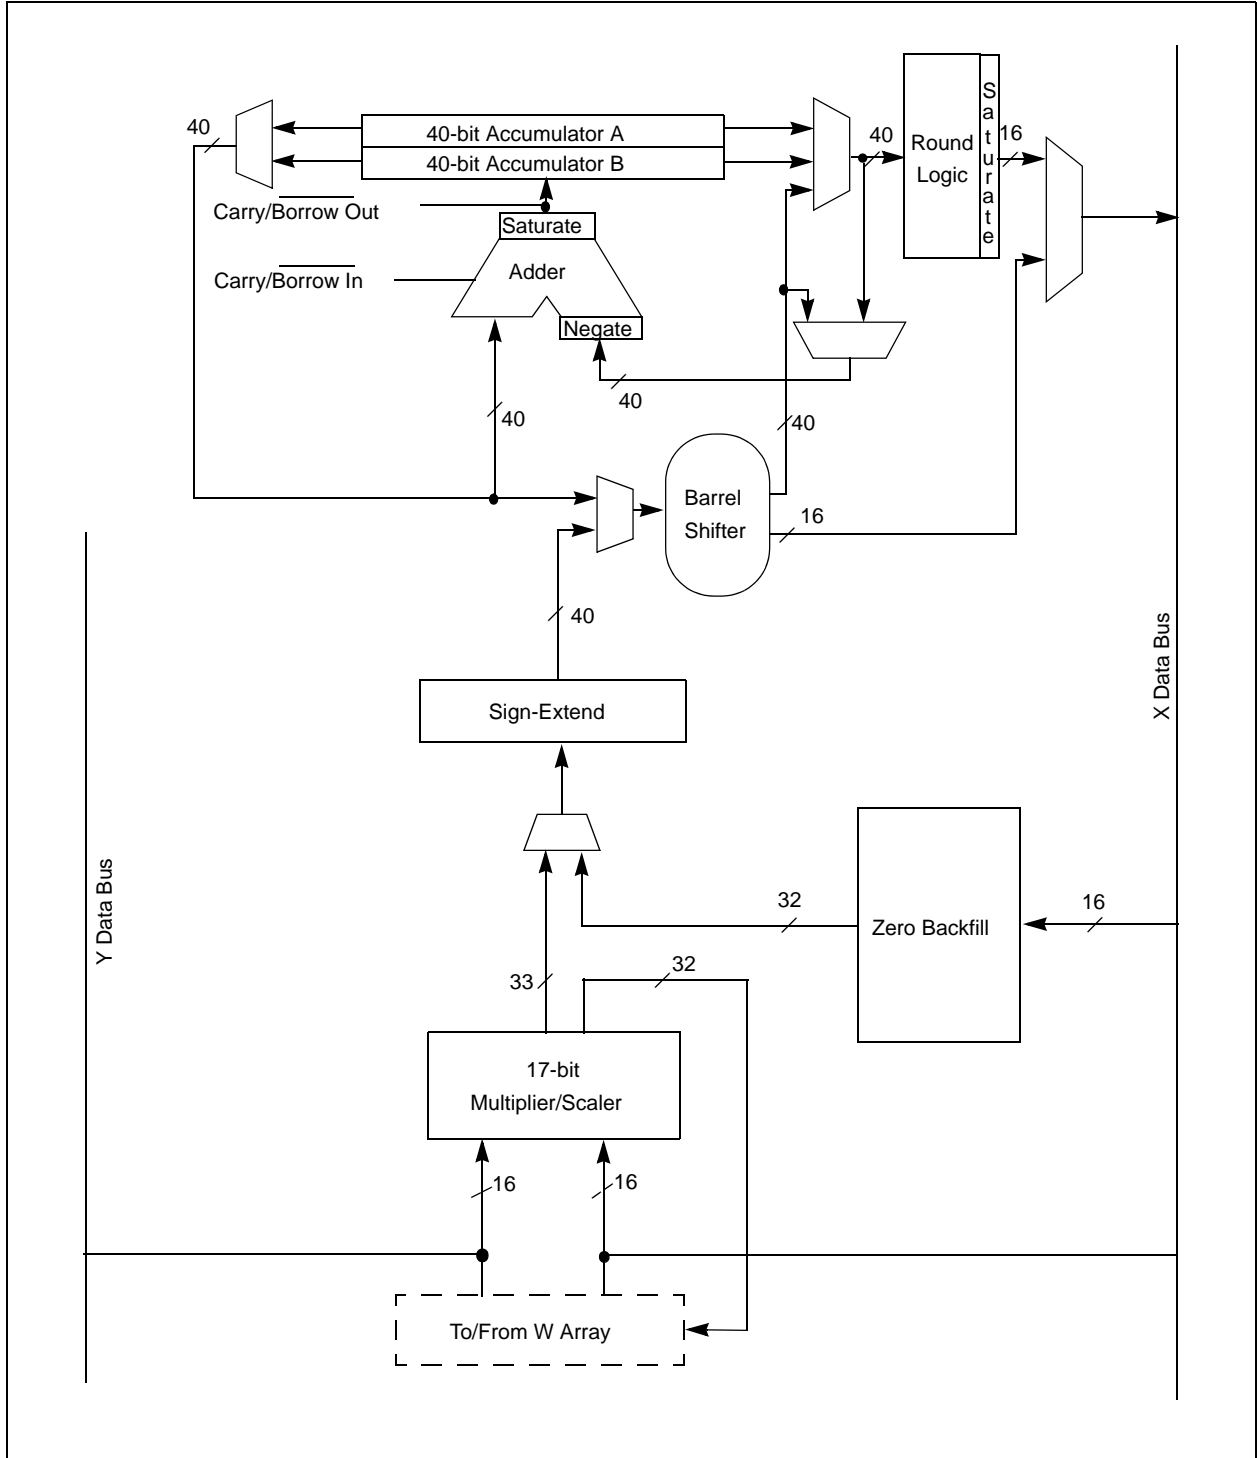 40
40-bit Accumulator A
40-bit Accumulator B
Carry/Borrow Out
Saturate
Carry/Borrow In
Adder
Negate
40
Round
Logic
Saturate
16
40
40
40
Barrel
Shifter
16
40
Sign-Extend
X Data Bus
Y Data Bus
32
Zero Backfill
16
33
32
17-bit
Multiplier/Scaler
16
16
To/From W Array